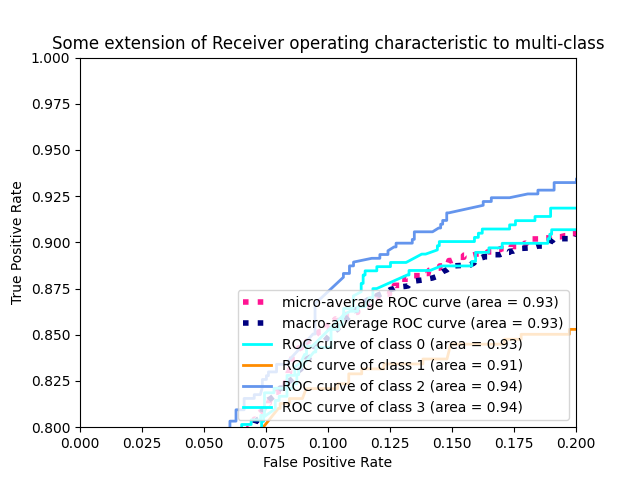 Some extension of Receiver operating characteristic to multi-class
1.000
0.975
0.950
0.925
0.900
0.875
0.850
0.825
0.800
True Positive Rate
micro-average ROC curve (area = 0.93)
macro-average ROC curve (area = 0.93)
ROC curve of class 0 (area = 0.93)
ROC curve of class 1 (area = 0.91)
ROC curve of class 2 (area = 0.94)
ROC curve of class 3 (area = 0.94)
0.000 0.025 0.050 0.075 0.100 0.125 0.150 0.175 0.200
False Positive Rate